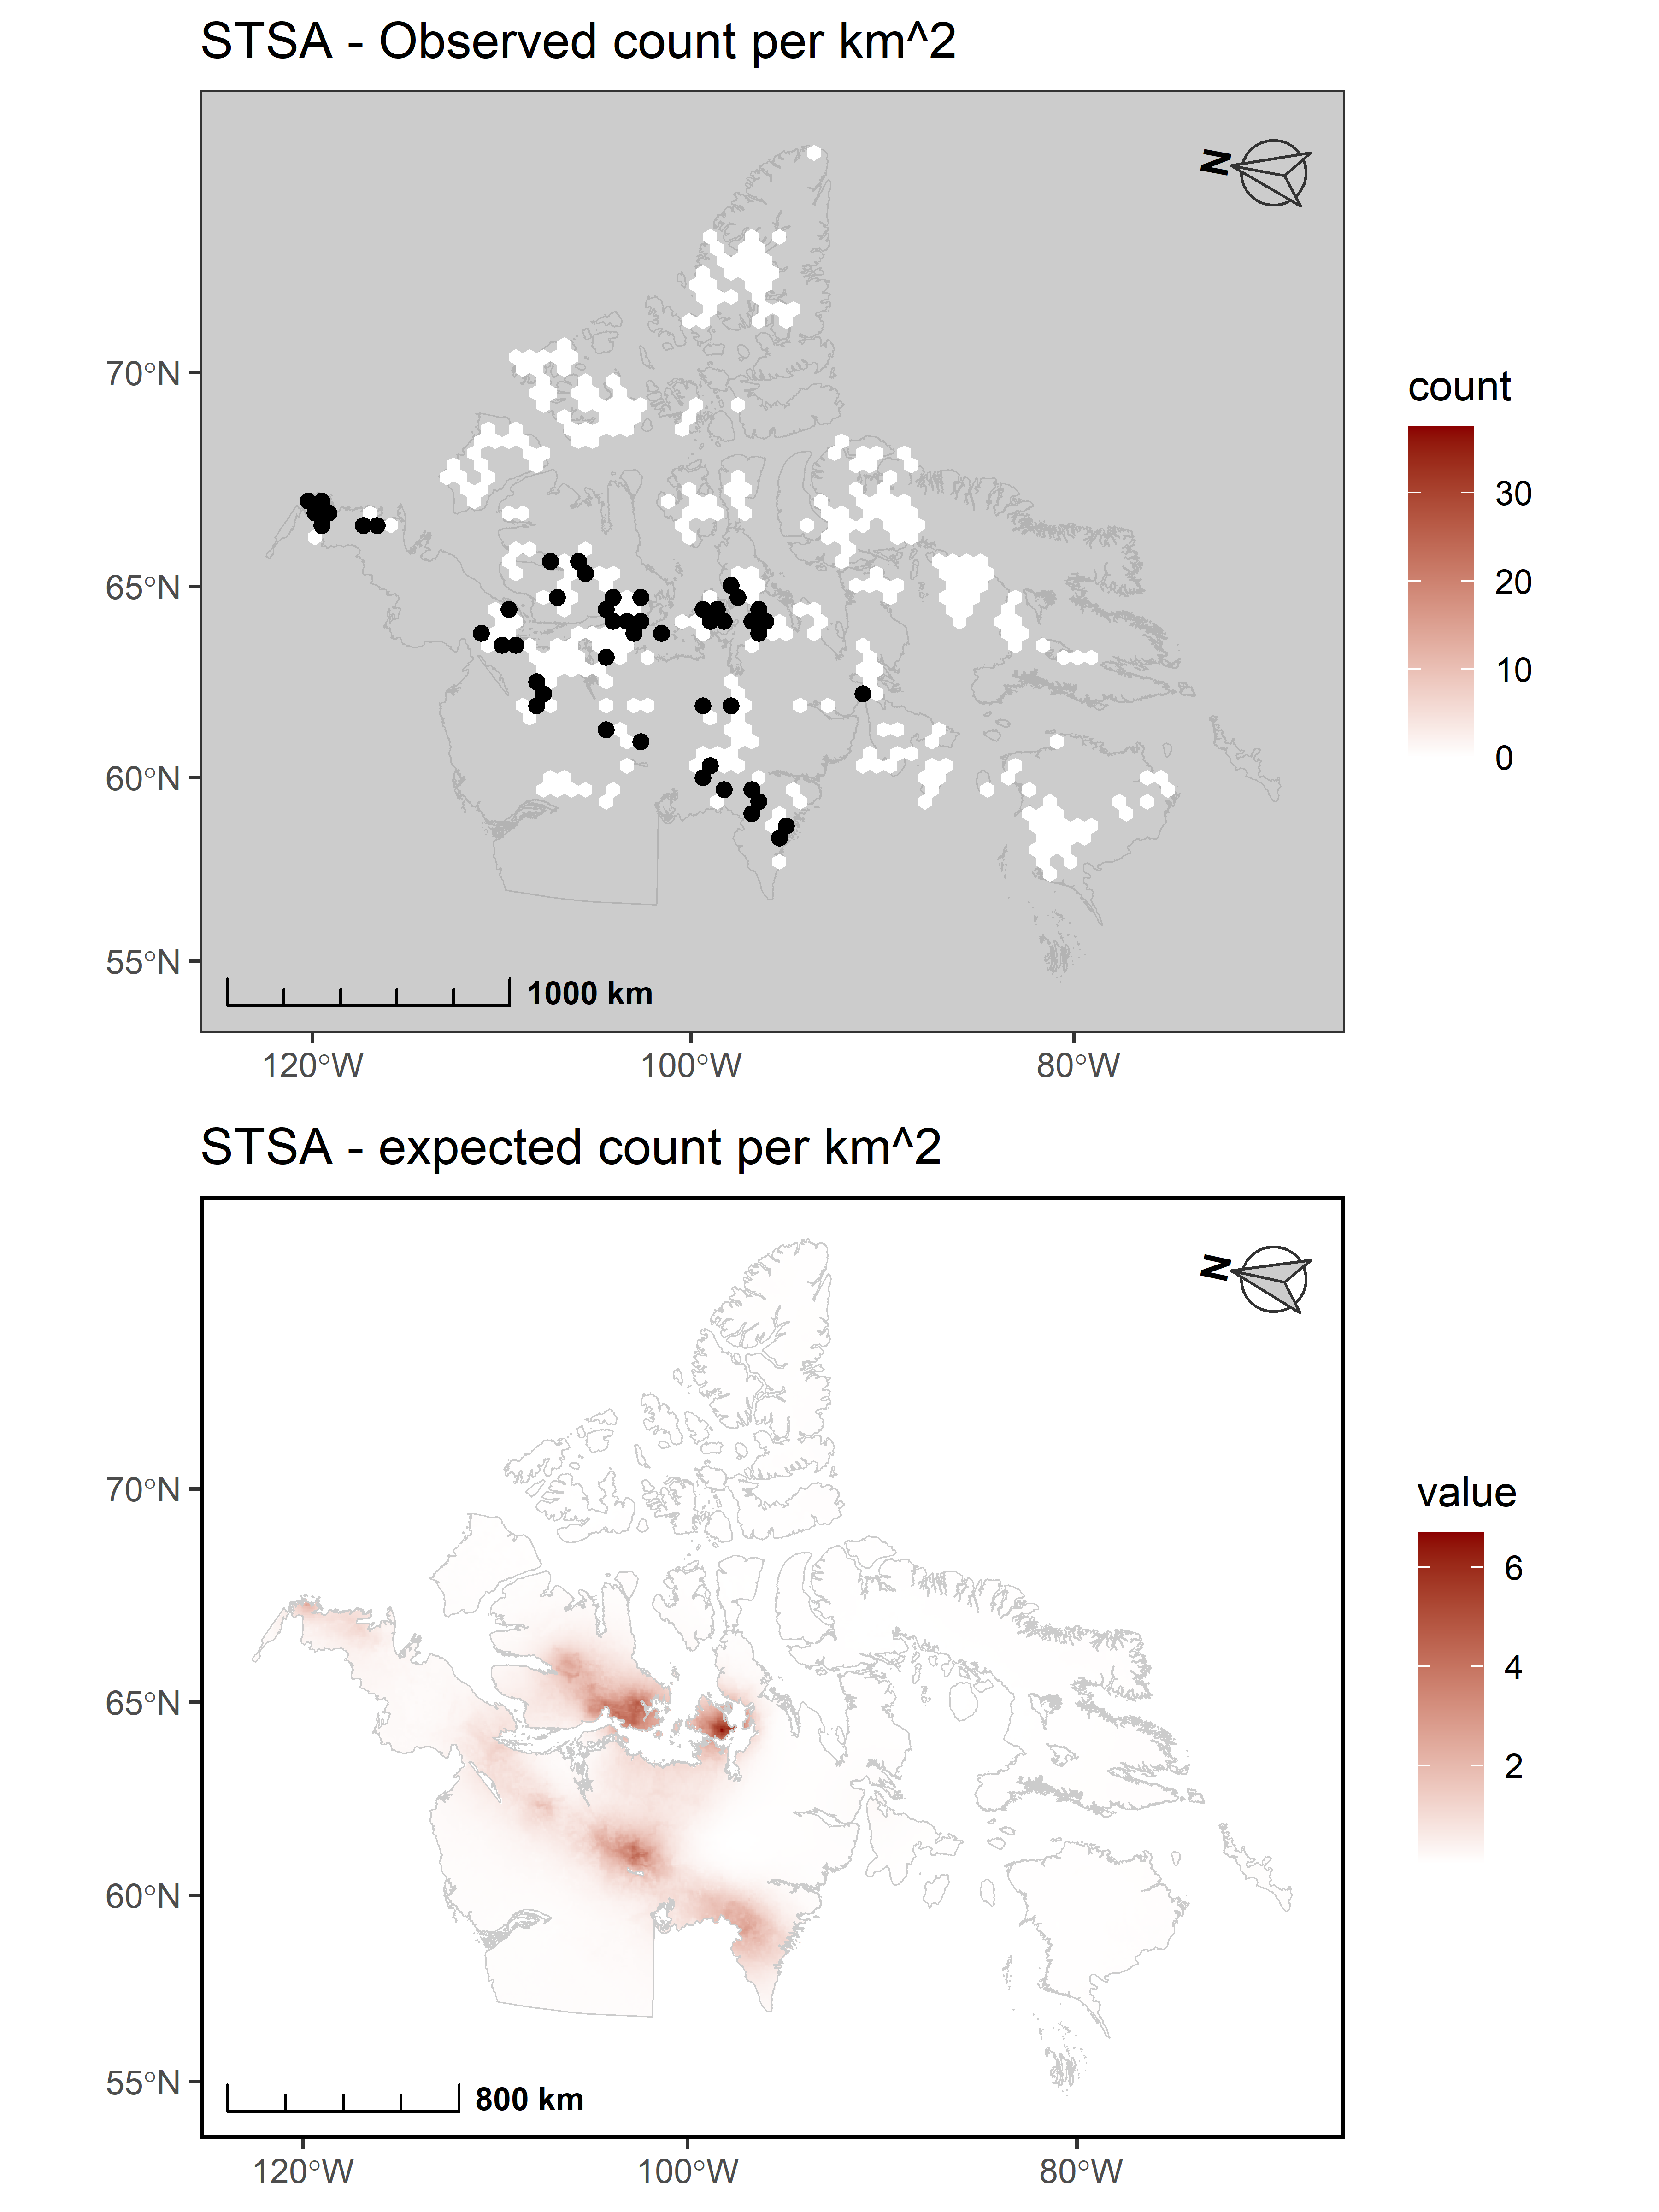 STSA - Observed count per km^2
N
70°N
65°N
60°N
55°N
1000 km
120°W 100°W 80°W
count
30
20
10
0
STSA - expected count per km^2
N
70°N
65°N
60°N
55°N
800 km
120°W 100°W 80°W
value
6
4
2